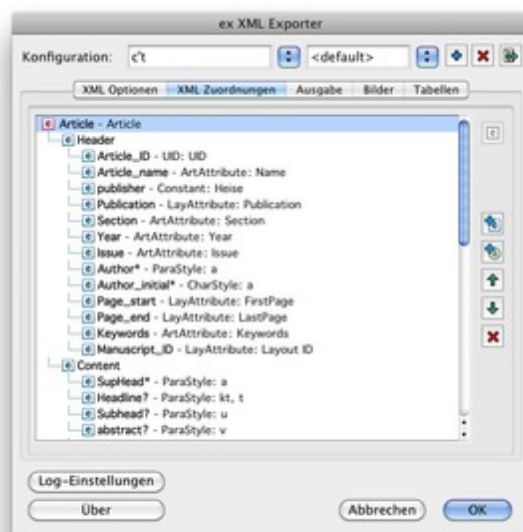 ex XML Exporter
Konfiguration: c't <default>
XML Optionen XML Zuordnungen Ausgabe Bilder Tabellen
Article - Article
Header
Article_ID - UID: UID
Article_name - ArtAttribute: Name
publisher - Constant: Heise
Publication - LayAttribute: Publication
Section - ArtAttribute: Section
Year - ArtAttribute: Year
Issue - ArtAttribute: Issue
Author* - ParaStyle: a
Author_initial* - CharStyle: a
Page_start - LayAttribute: FirstPage
Page_end - LayAttribute: LastPage
Keywords - ArtAttribute: Keywords
Manuscript_ID - LayAttribute: Layout ID
Content
SupHead* - ParaStyle: a
Headline? - ParaStyle: kt, t
Subhead? - ParaStyle: u
abstract? - ParaStyle: v
Log-Einstellungen
Über Abbrechen OK